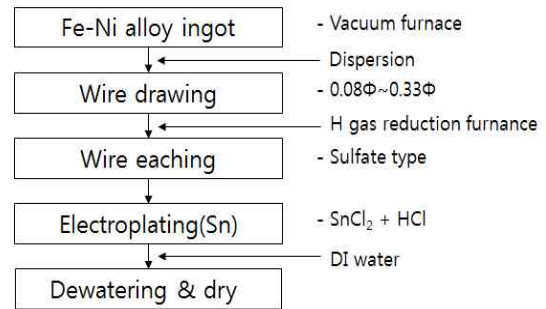 Fe-Ni alloy ingot - Vacuum furnace
Dispersion
Wire drawing - 0.08Φ~0.33Φ
H gas reduction furnance
Wire eaching - Sulfate type
Electroplating(Sn) - SnCl₂ + HCl
DI water
Dewatering & dry